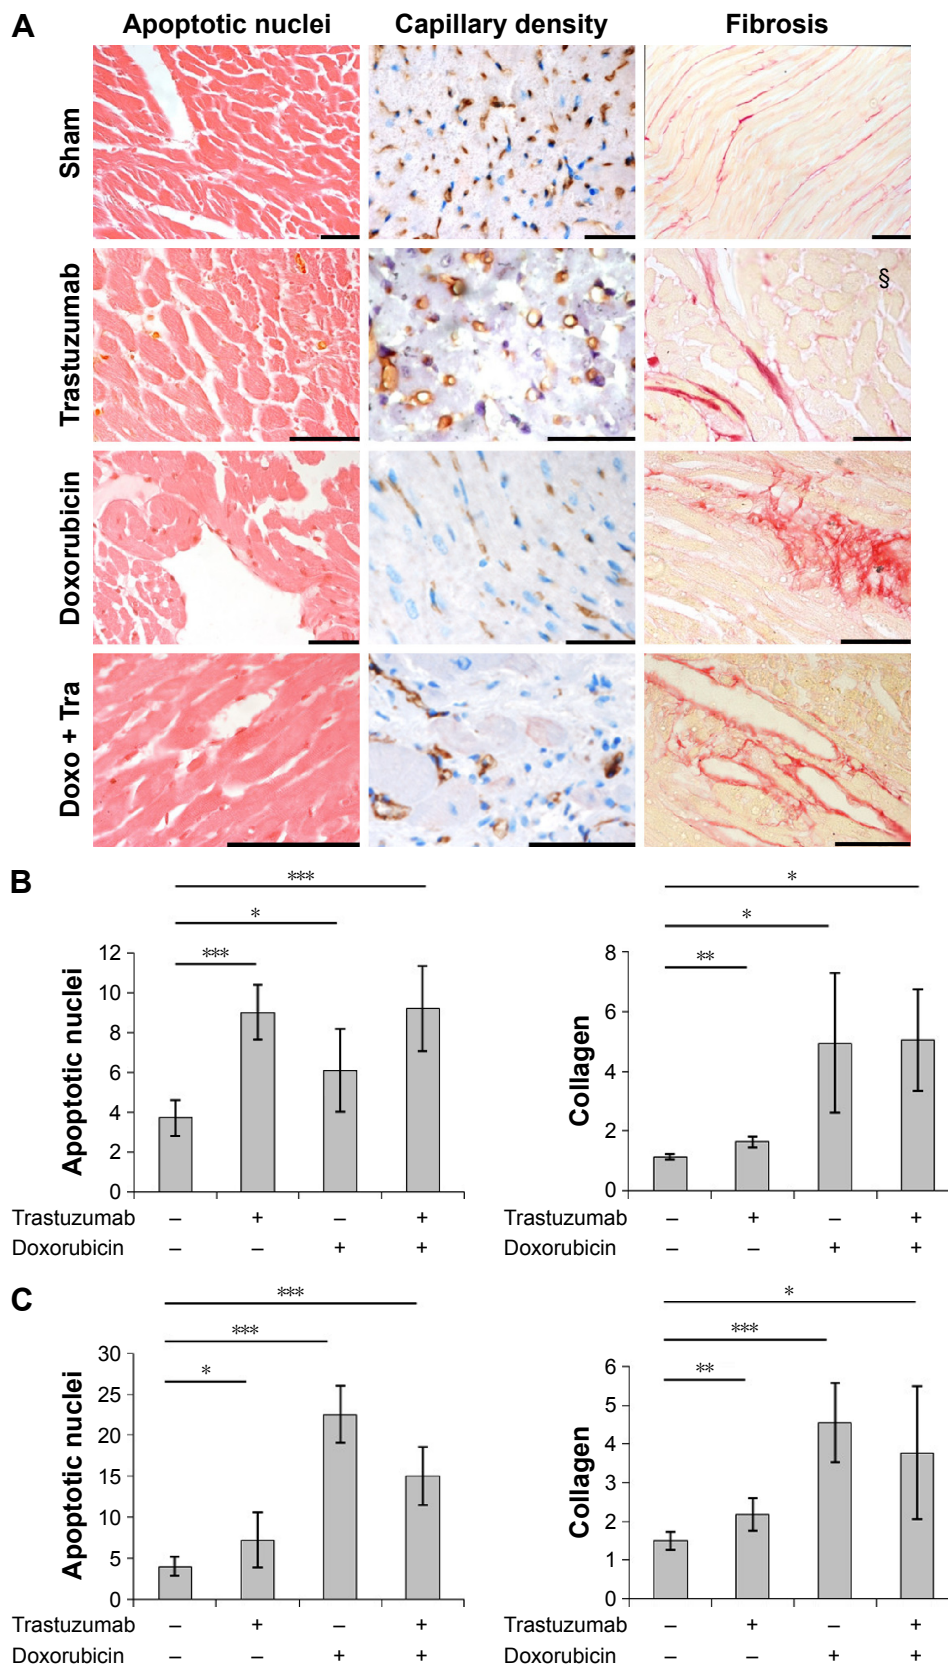 A
Apoptotic nuclei Capillary density Fibrosis
Sham
Trastuzumab
§
Doxorubicin
Doxo + Tra
B
***
*
***
12
10
8
6
4
2
0
Apoptotic nuclei
Trastuzumab – + – +
Doxorubicin – – + +
*
*
**
8
6
4
2
0
Collagen
Trastuzumab – + – +
Doxorubicin – – + +
C
***
***
*
30
25
20
15
10
5
0
Apoptotic nuclei
Trastuzumab – + – +
Doxorubicin – – + +
*
***
**
6
5
4
3
2
1
0
Collagen
Trastuzumab – + – +
Doxorubicin – – + +